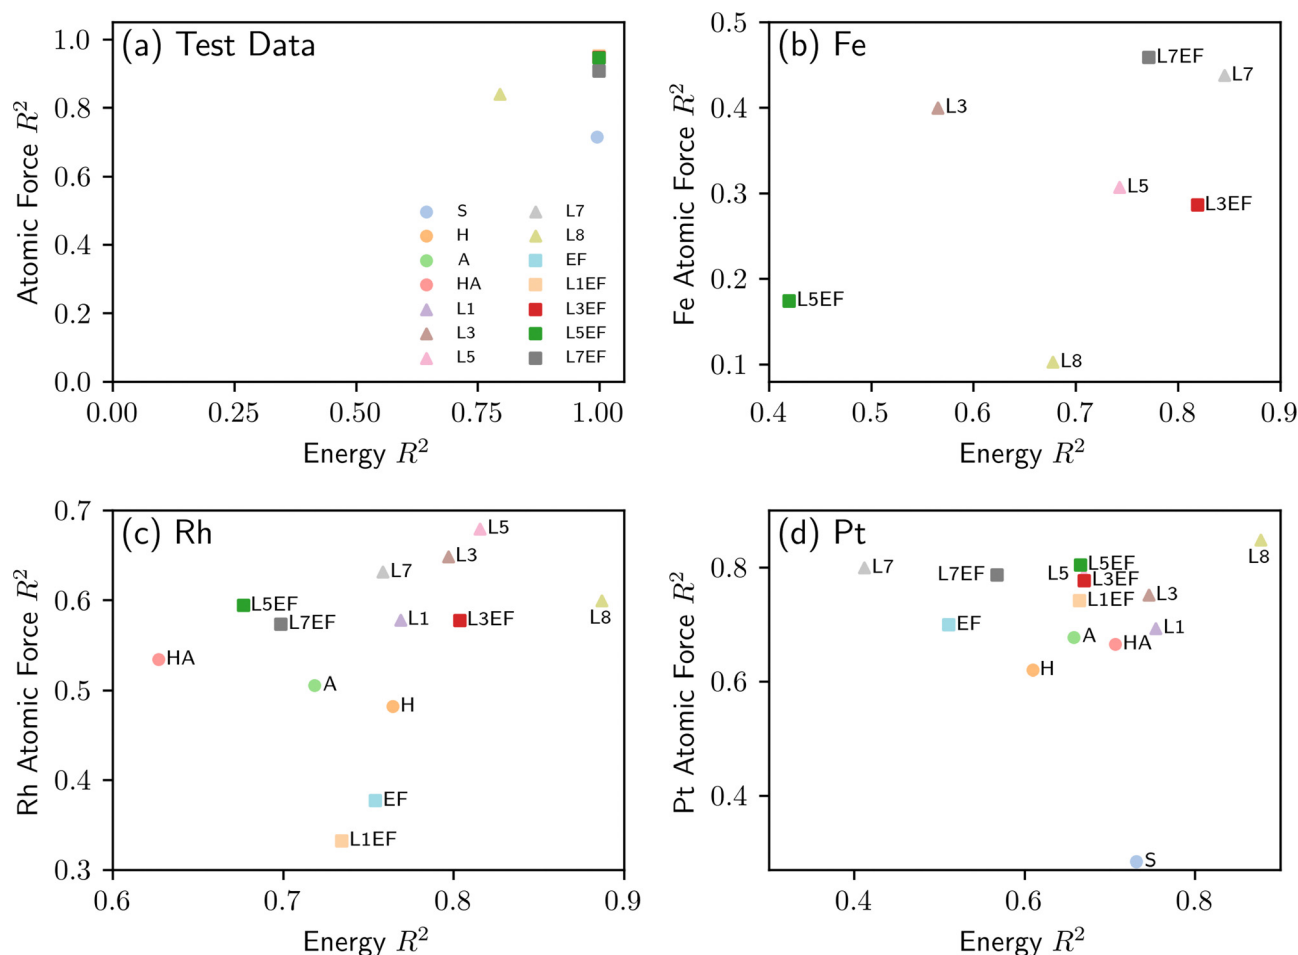 (a) Test Data
1.0
0.8
0.6
0.4
0.2
0.0
Atomic Force R²
S
H
A
HA
L1
L3
L5
L7
L8
EF
L1EF
L3EF
L5EF
L7EF
0.00 0.25 0.50 0.75 1.00
Energy R²
(b) Fe
0.5
0.4
0.3
0.2
0.1
Fe Atomic Force R²
L7EF
L7
L3
L5
L3EF
L5EF
L8
0.4 0.5 0.6 0.7 0.8 0.9
Energy R²
(c) Rh
0.7
0.6
0.5
0.4
0.3
Rh Atomic Force R²
L5
L3
L7
L5EF
L7EF
L1
L3EF
L8
HA
A
H
EF
L1EF
0.6 0.7 0.8 0.9
Energy R²
(d) Pt
0.8
0.6
0.4
Pt Atomic Force R²
L8
L7
L7EF
L5
L5EF
L3EF
L1EF
L3
EF
A
HA
L1
H
S
0.4 0.6 0.8
Energy R²